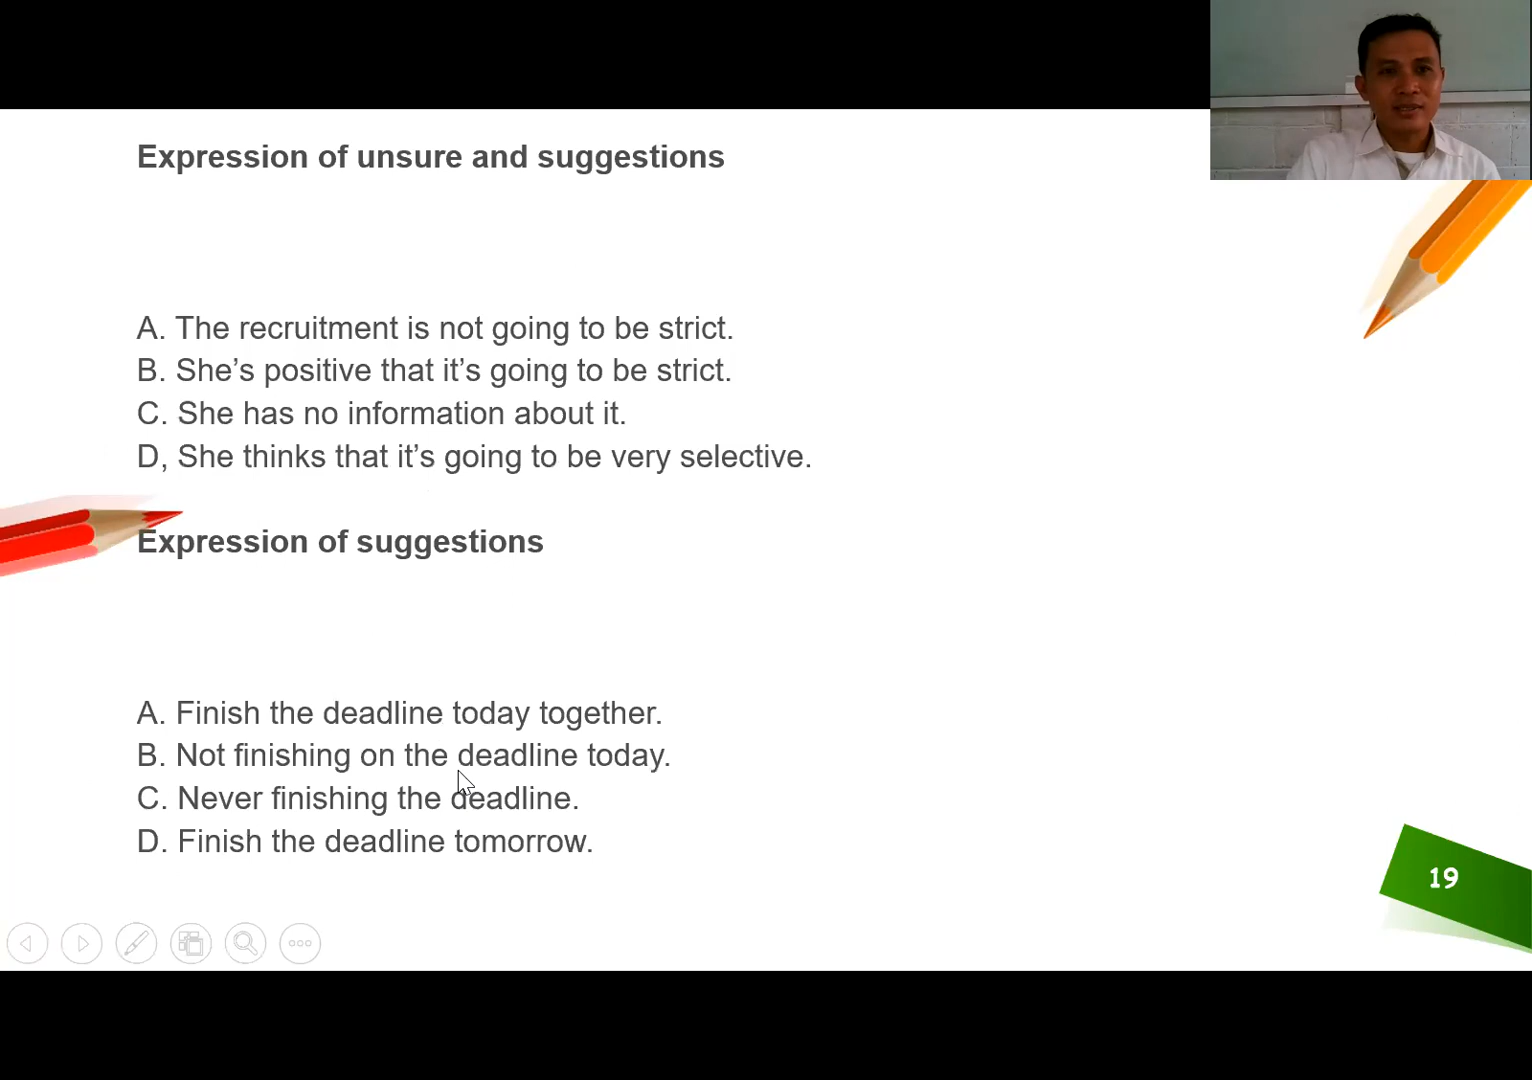 Expression of unsure and suggestions
A. The recruitment is not going to be strict.
B. She’s positive that it’s going to be strict.
C. She has no information about it.
D, She thinks that it’s going to be very selective.
Expression of suggestions
A. Finish the deadline today together.
B. Not finishing on the deadline today.
C. Never finishing the deadline.
D. Finish the deadline tomorrow.
19